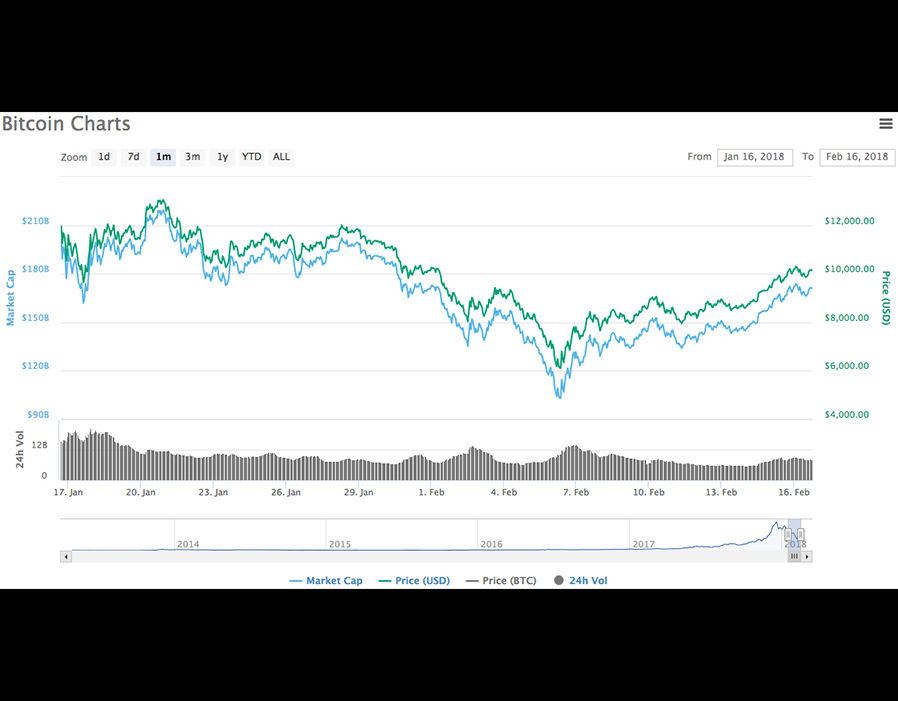 Bitcoin Charts
Zoom 1d 7d 1m 3m 1y YTD ALL From Jan 16, 2018 To Feb 16, 2018
$210B $12,000.00
$180B $10,000.00
$150B $8,000.00
$120B $6,000.00
$90B $4,000.00
Market Cap
Price (USD)
24h Vol
12B
0
17. Jan 20. Jan 23. Jan 26. Jan 29. Jan 1. Feb 4. Feb 7. Feb 10. Feb 13. Feb 16. Feb
2014 2015 2016 2017 2018
Market Cap Price (USD) Price (BTC) 24h Vol